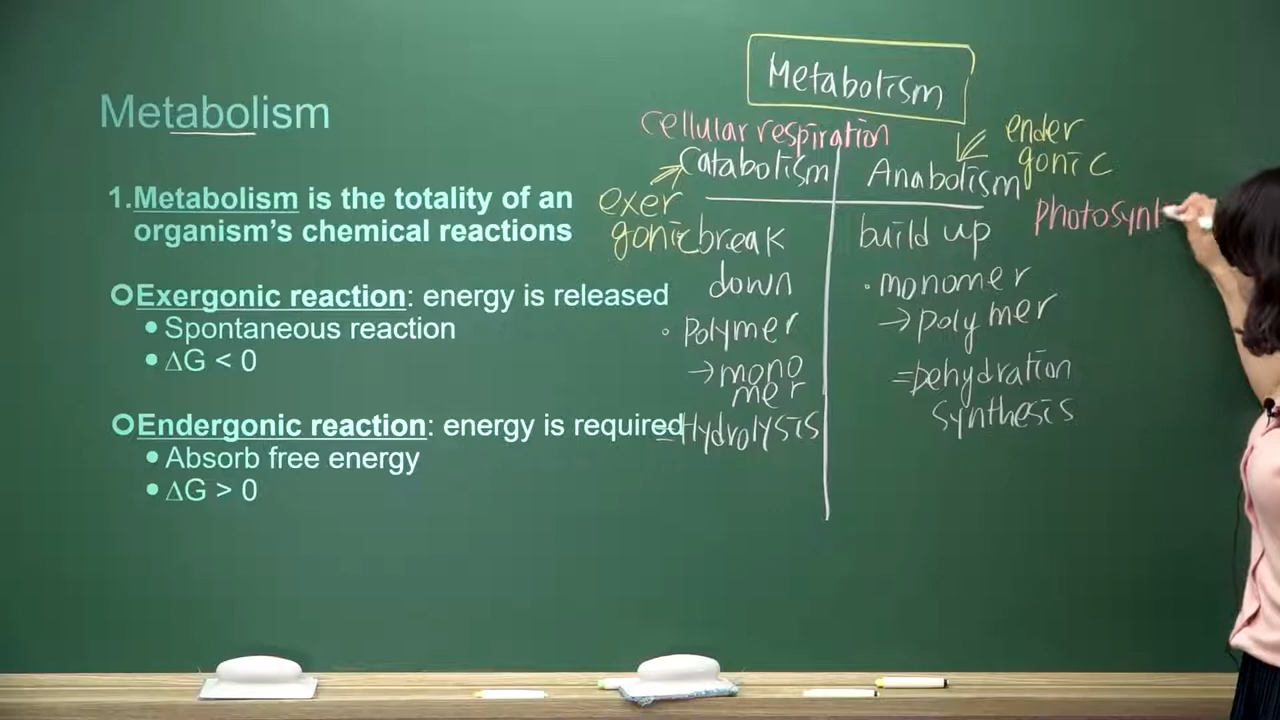 Metabolism
1.Metabolism is the totality of an
organism's chemical reactions
Exergonic reaction: energy is released
• Spontaneous reaction
• ΔG < 0
Endergonic reaction: energy is required
• Absorb free energy
• ΔG > 0
Metabolism
cellular respiration
Catabolism
exer
gonic
break
down
• Polymer
→ mono
mer
= Hydrolysis
Anabolism
ender
gonic
photosynt
build up
• monomer
→ polymer
= Dehydration
synthesis